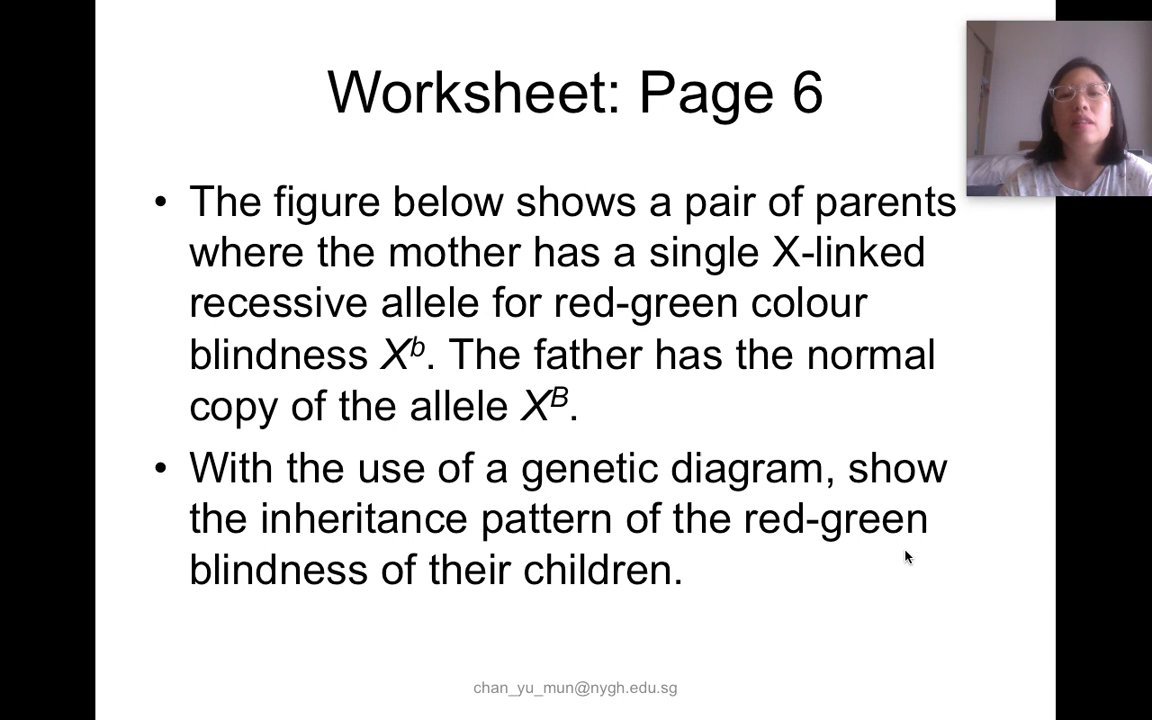 Worksheet: Page 6
• The figure below shows a pair of parents
where the mother has a single X-linked
recessive allele for red-green colour
blindness Xᵇ. The father has the normal
copy of the allele Xᴮ.
• With the use of a genetic diagram, show
the inheritance pattern of the red-green
blindness of their children.
chan_yu_mun@nygh.edu.sg